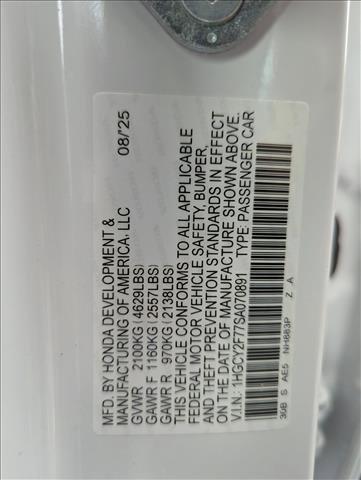 MFD. BY HONDA DEVELOPMENT &
MANUFACTURING OF AMERICA, LLC 08/'25
GVWR 2100KG(4629LBS)
GAWR F 1160KG(2557LBS)
GAWR R 970KG(2138LBS)
THIS VEHICLE CONFORMS TO ALL APPLICABLE
FEDERAL MOTOR VEHICLE SAFETY, BUMPER,
AND THEFT PREVENTION STANDARDS IN EFFECT
ON THE DATE OF MANUFACTURE SHOWN ABOVE.
V.I.N.: 1HGCY2F77SA070891 TYPE: PASSENGER CAR
30B S AE5 NH883P Z A